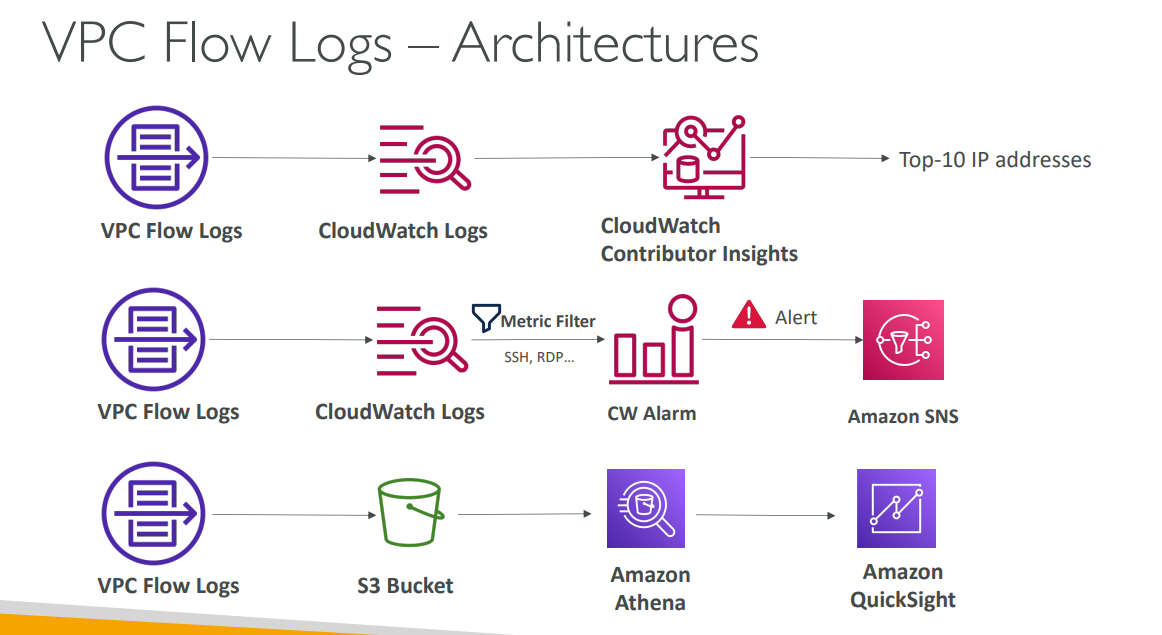 VPC Flow Logs – Architectures
Top-10 IP addresses
VPC Flow Logs
CloudWatch Logs
CloudWatch
Contributor Insights
Metric Filter
SSH, RDP...
Alert
VPC Flow Logs
CloudWatch Logs
CW Alarm
Amazon SNS
VPC Flow Logs
S3 Bucket
Amazon
Athena
Amazon
QuickSight